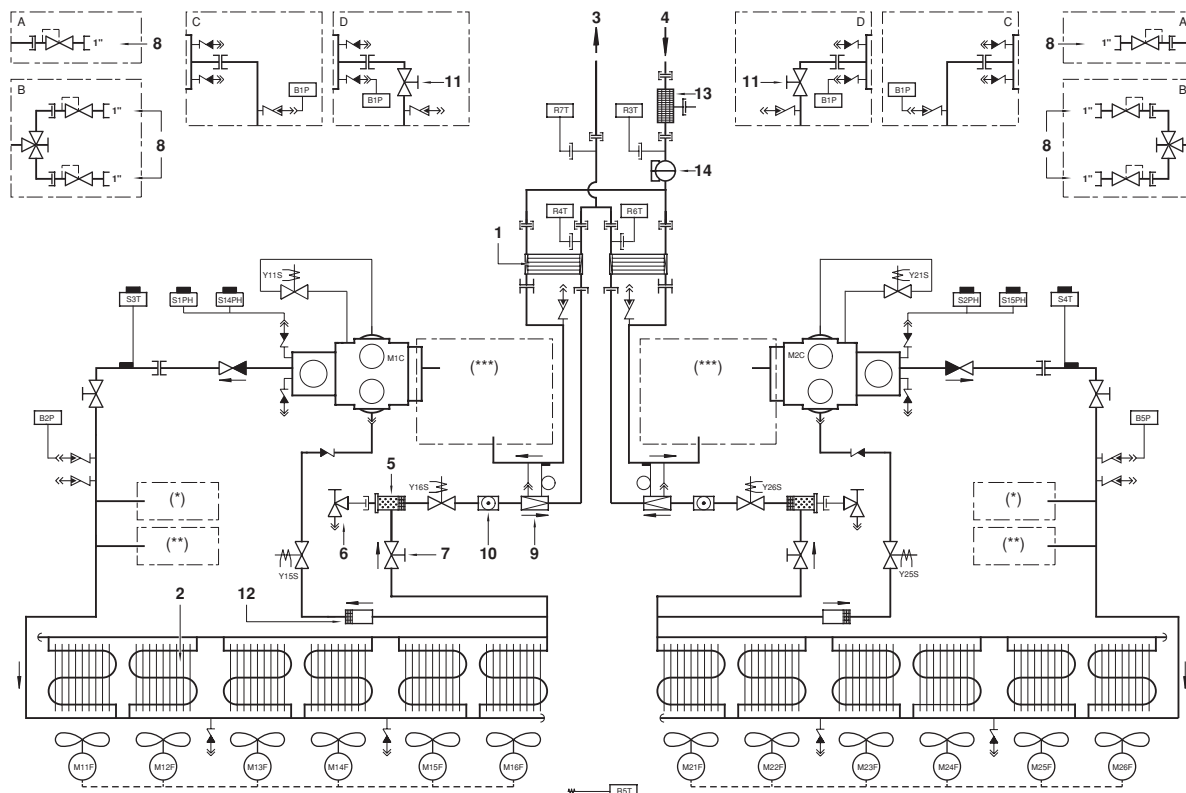 A
1"
8
C
D
B1P
B1P
11
3
4
D
C
11
B1P
B1P
A
8
1"
B
1"
8
1"
13
R7T
R3T
14
B
1"
8
1"
R4T
R6T
1
Y11S
Y21S
S3T
S1PH
S14PH
S2PH
S15PH
S4T
M1C
(***)
(***)
M2C
B2P
B5P
5
Y16S
Y26S
(*)
(*)
(**)
(**)
6
7
10
9
Y15S
Y25S
2
12
M11F
M12F
M13F
M14F
M15F
M16F
M21F
M22F
M23F
M24F
M25F
M26F
R5T